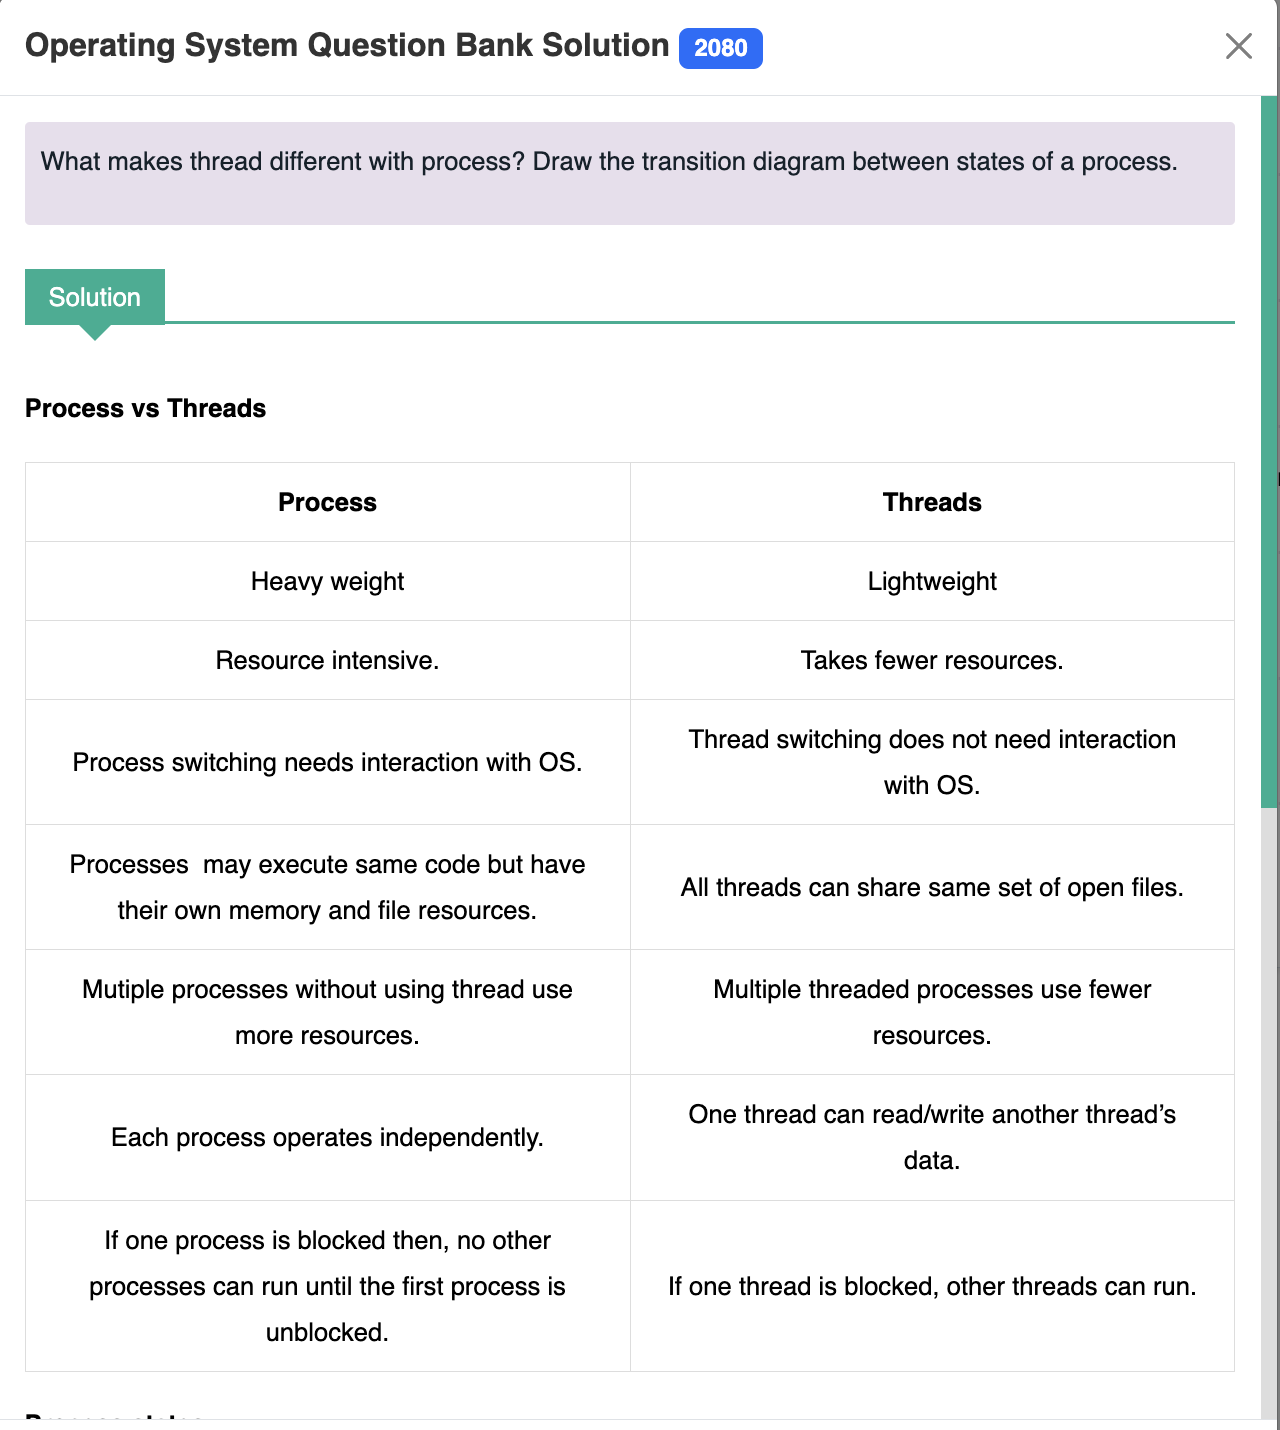 Operating System Question Bank Solution 2080
What makes thread different with process? Draw the transition diagram between states of a process.
Solution
Process vs Threads
Process
Threads
Heavy weight
Lightweight
Resource intensive.
Takes fewer resources.
Process switching needs interaction with OS.
Thread switching does not need interaction
with OS.
Processes  may execute same code but have
their own memory and file resources.
All threads can share same set of open files.
Mutiple processes without using thread use
more resources.
Multiple threaded processes use fewer
resources.
Each process operates independently.
One thread can read/write another thread’s
data.
If one process is blocked then, no other
processes can run until the first process is
unblocked.
If one thread is blocked, other threads can run.